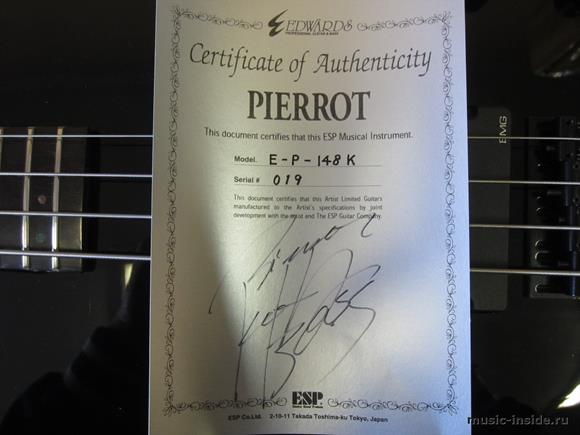 EDWARDS
PROFESSIONAL GUITAR & BASS
Certificate of Authenticity
PIERROT
This document certifies that this ESP Musical Instrument.
Model. E-P-148K
Serial # 019
This document certifies that this Artist Limited Guitars
manufactured to the Artist's specifications by joint
development with the artist and The ESP Guitar Company.
EMG
ESP
ESP Co.Ltd. 2-10-11 Takada Toshima-ku Tokyo, Japan
music-inside.ru